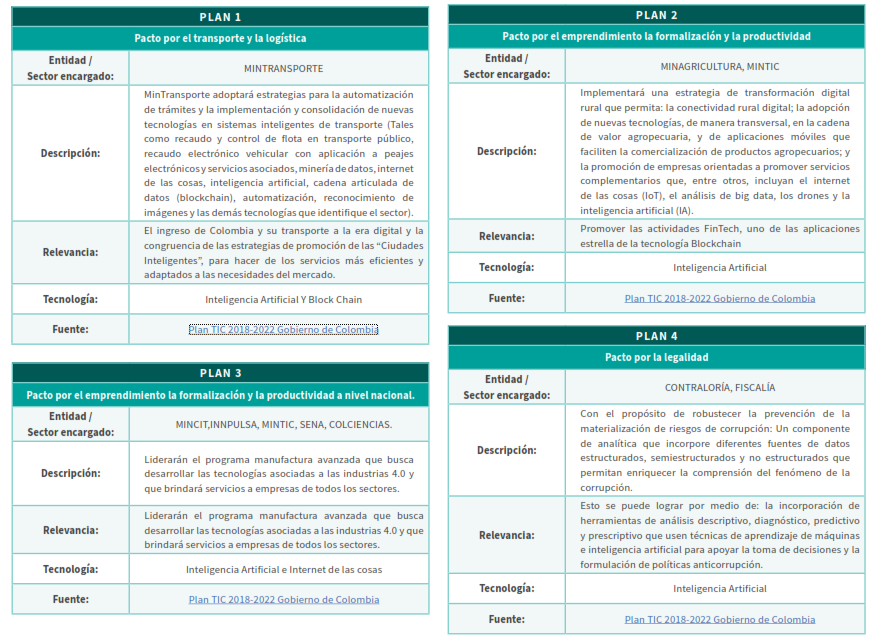 PLAN 1
Pacto por el transporte y la logística
Entidad /
Sector encargado:
MINTRANSPORTE
Descripción:
MinTransporte adoptará estrategias para la automatización
de trámites y la implementación y consolidación de nuevas
tecnologías en sistemas inteligentes de transporte (Tales
como recaudo y control de flota en transporte público,
recaudo electrónico vehicular con aplicación a peajes
electrónicos y servicios asociados, minería de datos, internet
de las cosas, inteligencia artificial, cadena articulada de
datos (blockchain), automatización, reconocimiento de
imágenes y las demás tecnologías que identifique el sector).
Relevancia:
El ingreso de Colombia y su transporte a la era digital y la
congruencia de las estrategias de promoción de las “Ciudades
Inteligentes”, para hacer de los servicios más eficientes y
adaptados a las necesidades del mercado.
Tecnología:
Inteligencia Artificial Y Block Chain
Fuente:
Plan TIC 2018-2022 Gobierno de Colombia
PLAN 2
Pacto por el emprendimiento la formalización y la productividad
Entidad /
Sector encargado:
MINAGRICULTURA, MINTIC
Descripción:
Implementará una estrategia de transformación digital
rural que permita: la conectividad rural digital; la adopción
de nuevas tecnologías, de manera transversal, en la cadena
de valor agropecuaria, y de aplicaciones móviles que
faciliten la comercialización de productos agropecuarios; y
la promoción de empresas orientadas a promover servicios
complementarios que, entre otros, incluyan el internet
de las cosas (IoT), el análisis de big data, los drones y la
inteligencia artificial (IA).
Relevancia:
Promover las actividades FinTech, uno de las aplicaciones
estrella de la tecnología Blockchain
Tecnología:
Inteligencia Artificial
Fuente:
Plan TIC 2018-2022 Gobierno de Colombia
PLAN 3
Pacto por el emprendimiento la formalización y la productividad a nivel nacional.
Entidad /
Sector encargado:
MINCIT,INNPULSA, MINTIC, SENA, COLCIENCIAS.
Descripción:
Liderarán el programa manufactura avanzada que busca
desarrollar las tecnologías asociadas a las industrias 4.0 y
que brindará servicios a empresas de todos los sectores.
Relevancia:
Liderarán el programa manufactura avanzada que busca
desarrollar las tecnologías asociadas a las industrias 4.0 y que
brindará servicios a empresas de todos los sectores.
Tecnología:
Inteligencia Artificial e Internet de las cosas
Fuente:
Plan TIC 2018-2022 Gobierno de Colombia
PLAN 4
Pacto por la legalidad
Entidad /
Sector encargado:
CONTRALORÍA, FISCALÍA
Descripción:
Con el propósito de robustecer la prevención de la
materialización de riesgos de corrupción: Un componente
de analítica que incorpore diferentes fuentes de datos
estructurados, semiestructurados y no estructurados que
permitan enriquecer la comprensión del fenómeno de la
corrupción.
Relevancia:
Esto se puede lograr por medio de: la incorporación de
herramientas de análisis descriptivo, diagnóstico, predictivo
y prescriptivo que usen técnicas de aprendizaje de máquinas
e inteligencia artificial para apoyar la toma de decisiones y la
formulación de políticas anticorrupción.
Tecnología:
Inteligencia Artificial
Fuente:
Plan TIC 2018-2022 Gobierno de Colombia